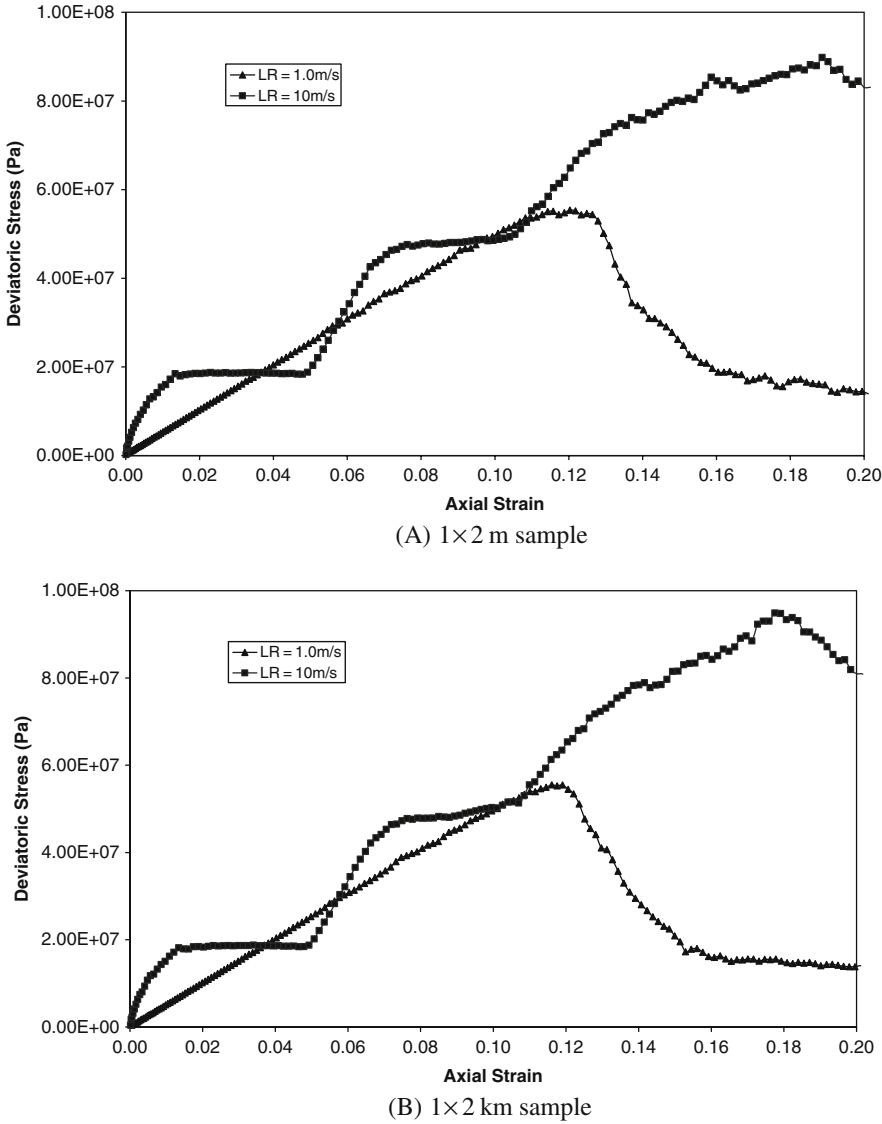 1.00E+08
8.00E+07
6.00E+07
4.00E+07
2.00E+07
0.00E+00
Deviatoric Stress (Pa)
LR = 1.0m/s
LR = 10m/s
0.00 0.02 0.04 0.06 0.08 0.10 0.12 0.14 0.16 0.18 0.20
Axial Strain
(A) 1×2 m sample
1.00E+08
8.00E+07
6.00E+07
4.00E+07
2.00E+07
0.00E+00
Deviatoric Stress (Pa)
LR = 1.0m/s
LR = 10m/s
0.00 0.02 0.04 0.06 0.08 0.10 0.12 0.14 0.16 0.18 0.20
Axial Strain
(B) 1×2 km sample